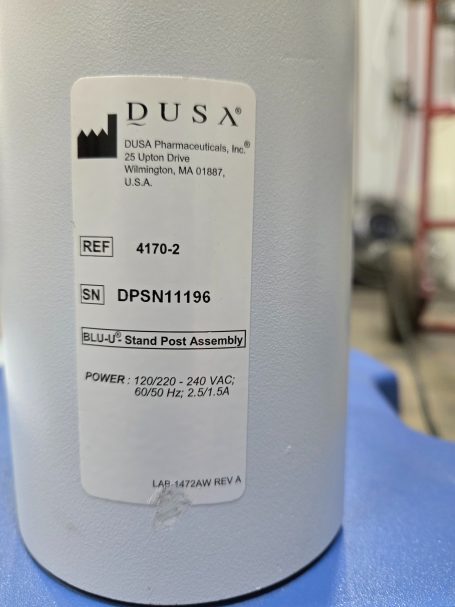 DUSA®
DUSA Pharmaceuticals, Inc.®
25 Upton Drive
Wilmington, MA 01887,
U.S.A.
REF 4170-2
SN DPSN11196
BLU-U®- Stand Post Assembly
POWER : 120/220 - 240 VAC;
60/50 Hz; 2.5/1.5A
LAB-1472AW REV A